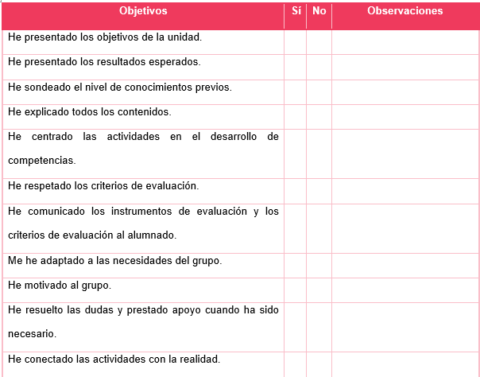 Objetivos Si No Observaciones
He presentado los objetivos de la unidad.
He presentado los resultados esperados.
He sondeado el nivel de conocimientos previos.
He explicado todos los contenidos.
He centrado las actividades en el desarrollo de
competencias.
He respetado los criterios de evaluación.
He comunicado los instrumentos de evaluación y los
criterios de evaluación al alumnado.
Me he adaptado a las necesidades del grupo.
He motivado al grupo.
He resuelto las dudas y prestado apoyo cuando ha sido
necesario.
He conectado las actividades con la realidad.